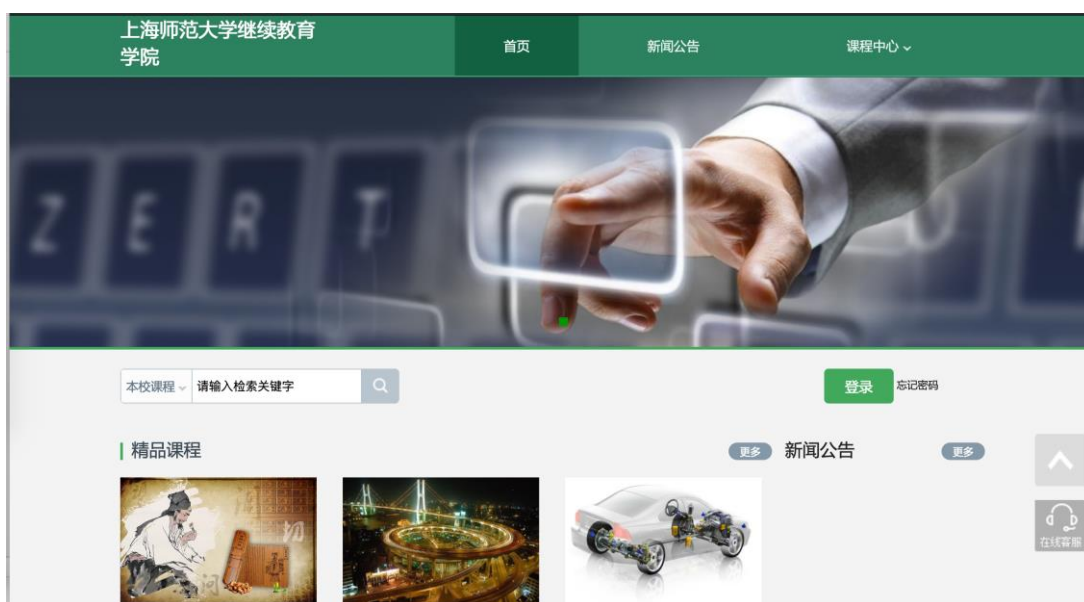 上海师范大学继续教育
学院
首页
新闻公告
课程中心
Z E R T
本校课程
请输入检索关键字
登录
忘记密码
精品课程
更多
新闻公告
更多
在线客服
切
问